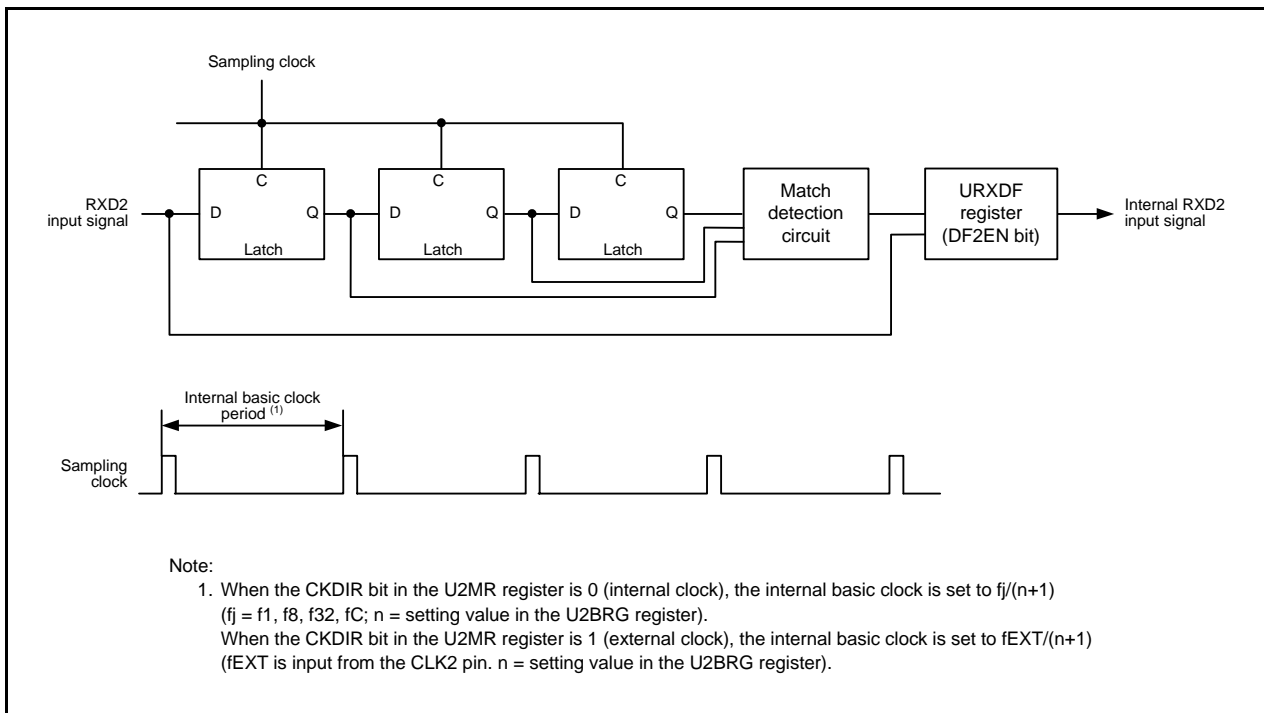 Sampling clock
C
C
C
RXD2
input signal
D
Q
D
Q
D
Q
Latch
Latch
Latch
Match
detection
circuit
URXDF
register
(DF2EN bit)
Internal RXD2
input signal
Internal basic clock
period (1)
Sampling
clock
Note:
1. When the CKDIR bit in the U2MR register is 0 (internal clock), the internal basic clock is set to fj/(n+1)
(fj = f1, f8, f32, fC; n = setting value in the U2BRG register).
When the CKDIR bit in the U2MR register is 1 (external clock), the internal basic clock is set to fEXT/(n+1)
(fEXT is input from the CLK2 pin. n = setting value in the U2BRG register).